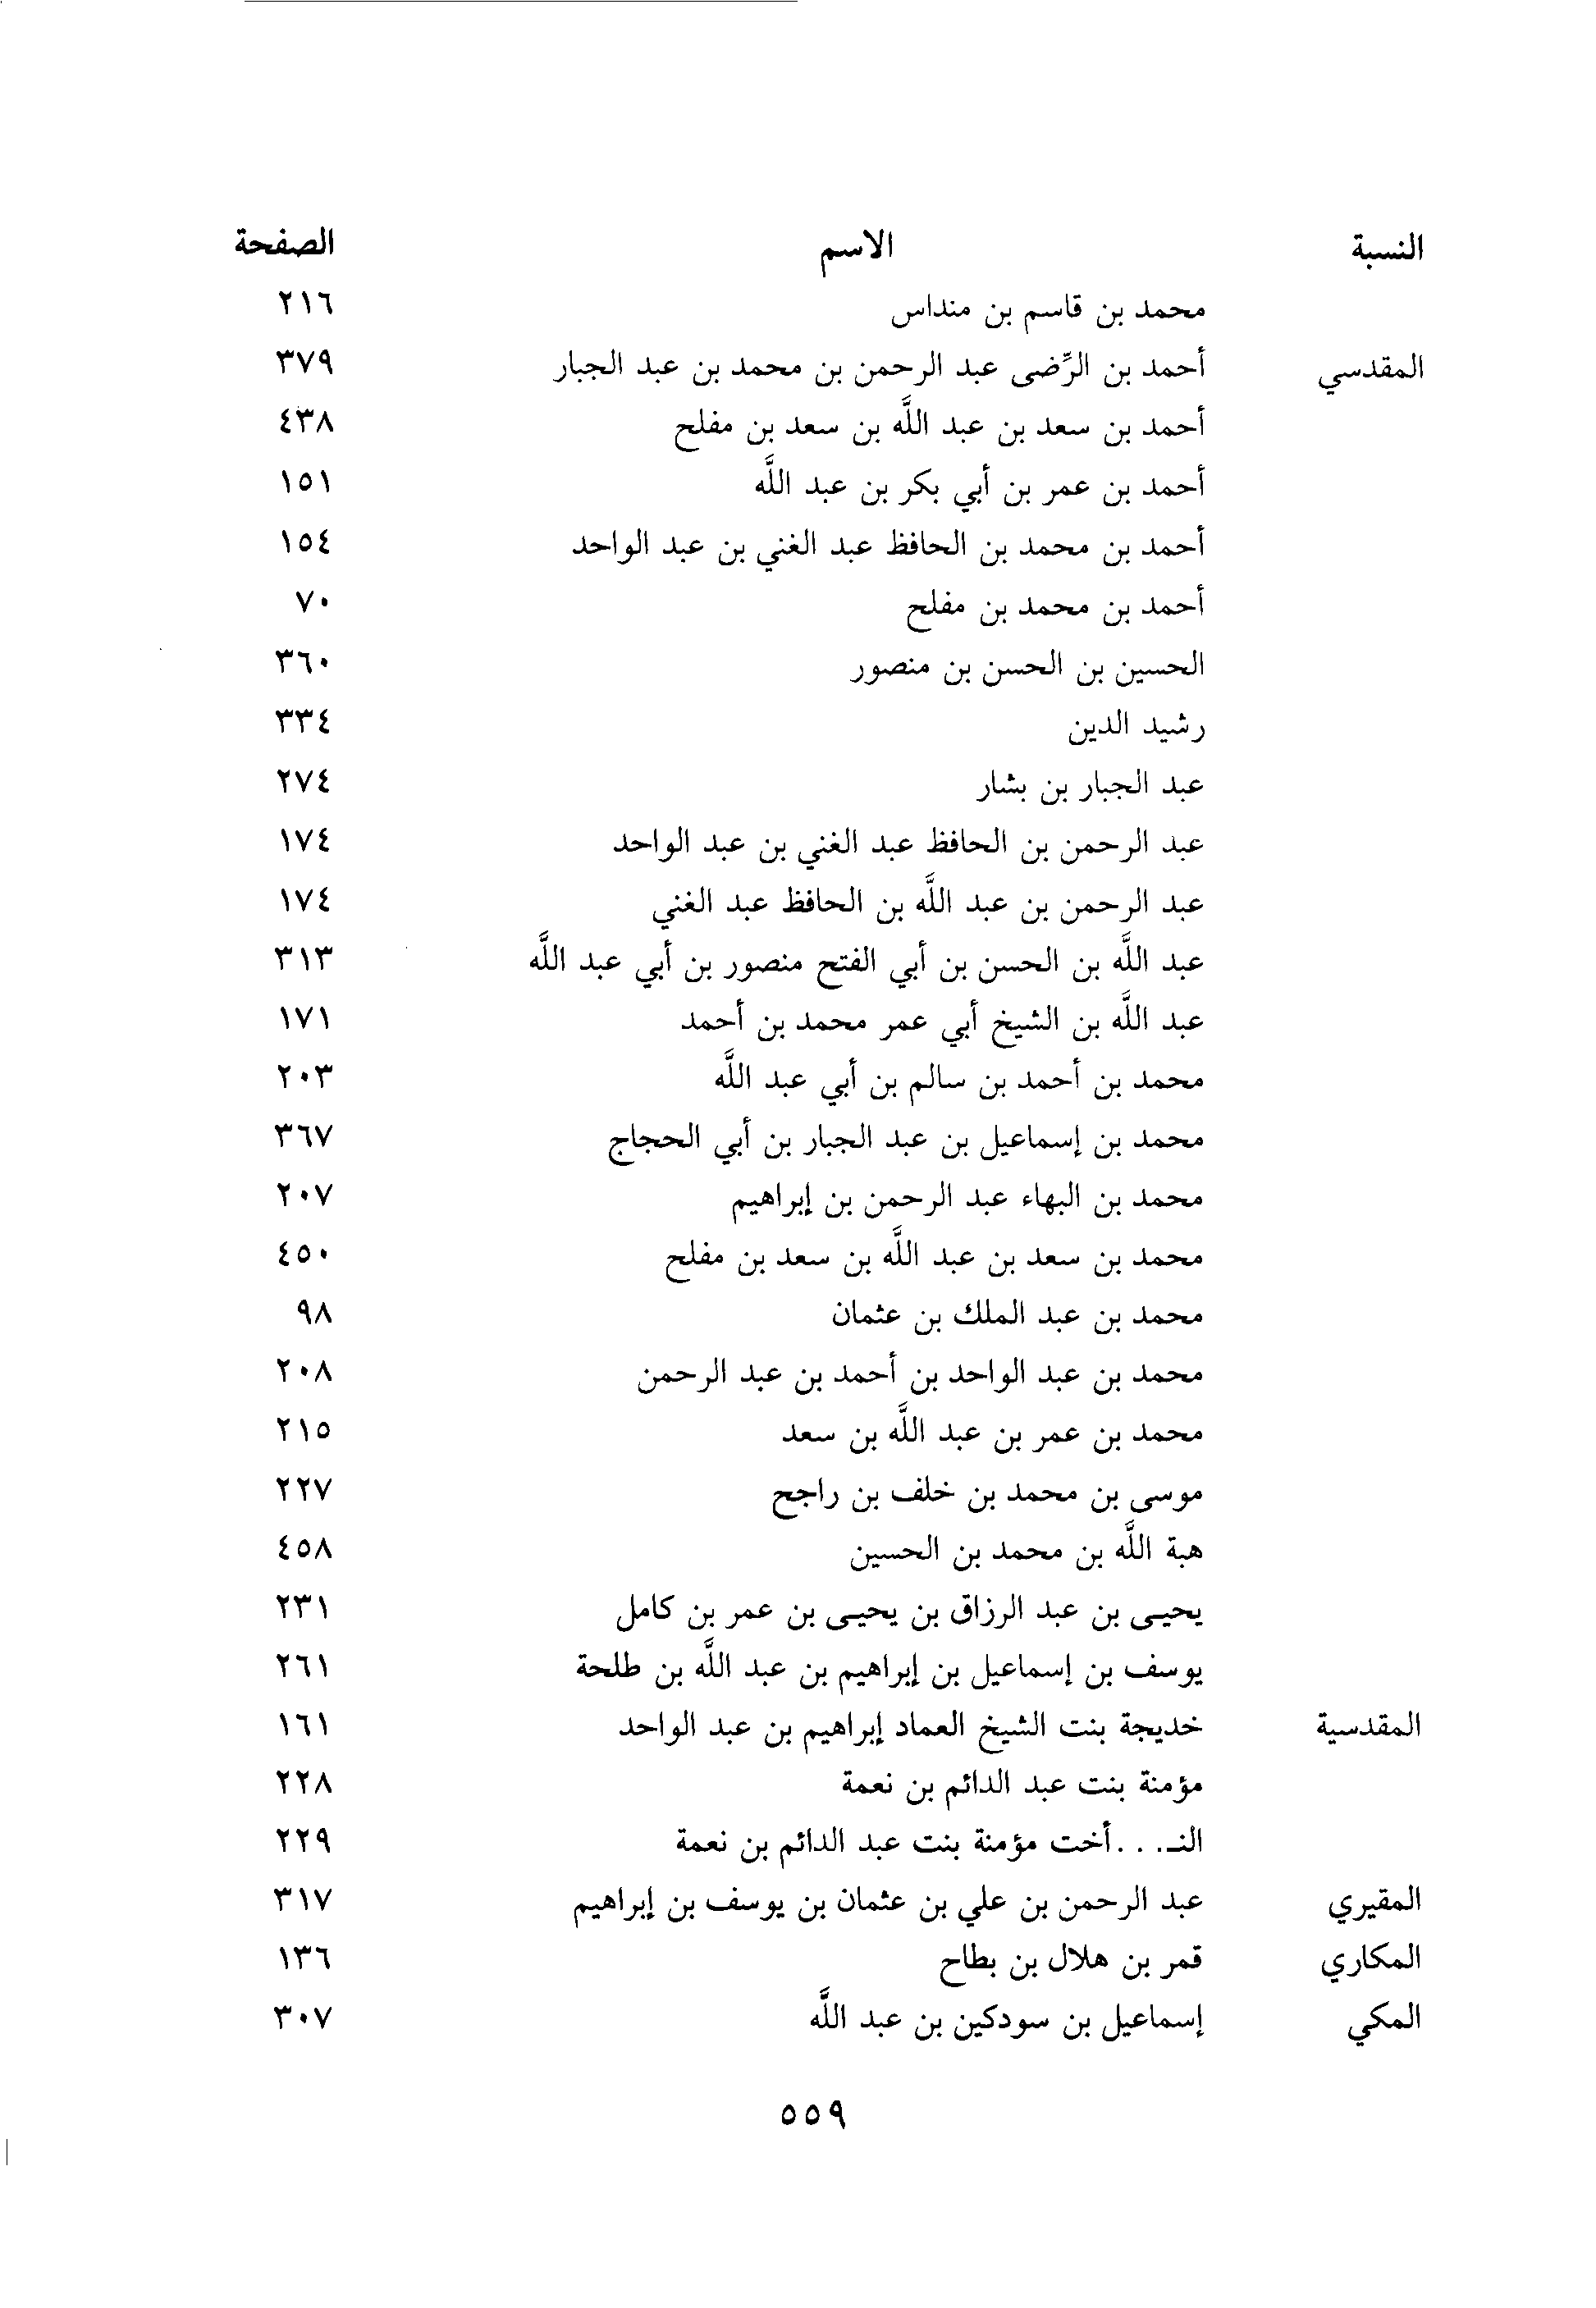 النسبة الاسم الصفحة
محمد بن قاسم بن منداس ٢١٦
المقدسي أحمد بن الرِّضى عبد الرحمن بن محمد بن عبد الجبار ٣٧٩
أحمد بن سعد بن عبد اللَّه بن سعد بن مفلح ٤٣٨
أحمد بن عمر بن أبي بكر بن عبد اللَّه ١٥١
أحمد بن محمد بن الحافظ عبد الغني بن عبد الواحد ١٥٤
أحمد بن محمد بن مفلح ٧٠
الحسين بن الحسن بن منصور ٣٦٠
رشيد الدين ٣٣٤
عبد الجبار بن بشار ٢٧٤
عبد الرحمن بن الحافظ عبد الغني بن عبد الواحد ١٧٤
عبد الرحمن بن عبد اللَّه بن الحافظ عبد الغني ١٧٤
عبد اللَّه بن الحسن بن أبي الفتح منصور بن أبي عبد اللَّه ٣١٣
عبد اللَّه بن الشيخ أبي عمر محمد بن أحمد ١٧١
محمد بن أحمد بن سالم بن أبي عبد اللَّه ٢٠٣
محمد بن إسماعيل بن عبد الجبار بن أبي الحجاج ٣٦٧
محمد بن البهاء عبد الرحمن بن إبراهيم ٢٠٧
محمد بن سعد بن عبد اللَّه بن سعد بن مفلح ٤٥٠
محمد بن عبد الملك بن عثمان ٩٨
محمد بن عبد الواحد بن أحمد بن عبد الرحمن ٢٠٨
محمد بن عمر بن عبد اللَّه بن سعد ٢١٥
موسى بن محمد بن خلف بن راجح ٢٢٧
هبة اللَّه بن محمد بن الحسين ٤٥٨
يحيـى بن عبد الرزاق بن يحيـى بن عمر بن كامل ٢٣١
يوسف بن إسماعيل بن إبراهيم بن عبد اللَّه بن طلحة ٢٦١
المقدسية خديجة بنت الشيخ العماد إبراهيم بن عبد الواحد ١٦١
مؤمنة بنت عبد الدائم بن نعمة ٢٢٨
النـ. . .أخت مؤمنة بنت عبد الدائم بن نعمة ٢٢٩
المقيري عبد الرحمن بن علي بن عثمان بن يوسف بن إبراهيم ٣١٧
المكاري قمر بن هلال بن بطاح ١٣٦
المكي إسماعيل بن سودكين بن عبد اللَّه ٣٠٧
٥٥٩